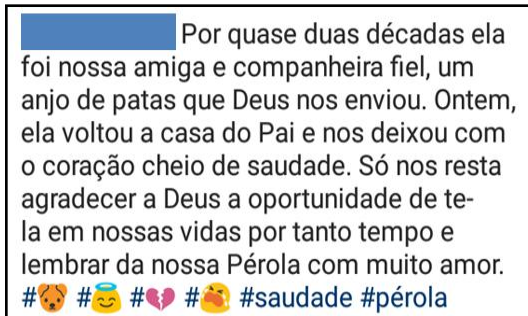 Por quase duas décadas ela
foi nossa amiga e companheira fiel, um
anjo de patas que Deus nos enviou. Ontem,
ela voltou a casa do Pai e nos deixou com
o coração cheio de saudade. Só nos resta
agradecer a Deus a oportunidade de te-
la em nossas vidas por tanto tempo e
lembrar da nossa Pérola com muito amor.
#🐶 #😇 #💔 #😭 #saudade #pérola